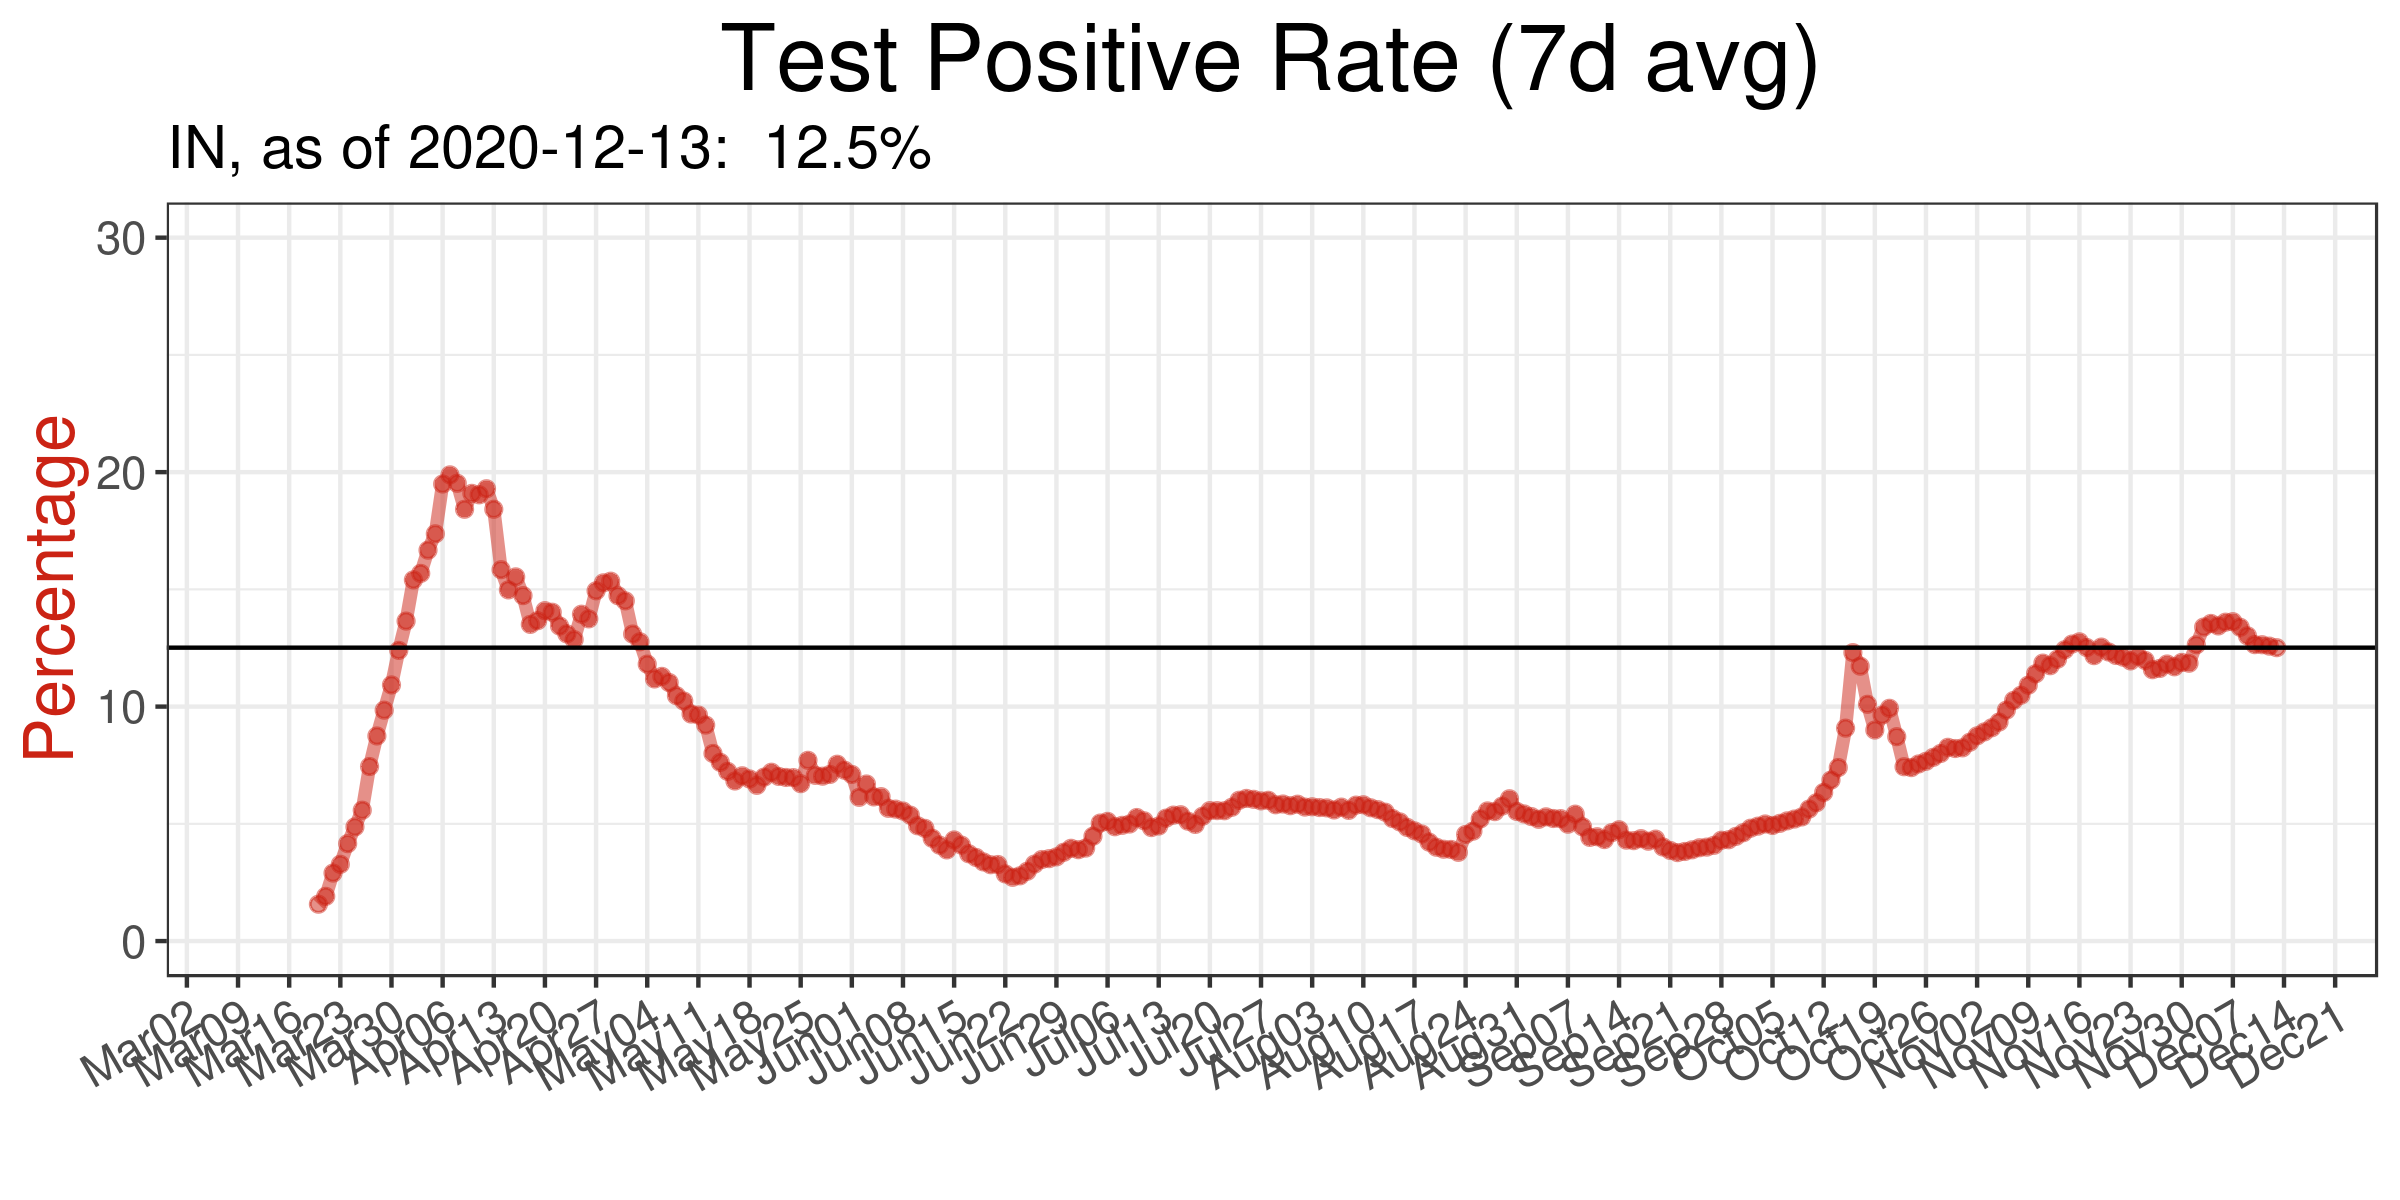 Test Positive Rate (7d avg)
IN, as of 2020-12-13:  12.5%
Percentage
30
20
10
0
Mar02
Mar09
Mar16
Mar23
Mar30
Apr06
Apr13
Apr20
Apr27
May04
May11
May18
May25
Jun01
Jun08
Jun15
Jun22
Jun29
Jul06
Jul13
Jul20
Jul27
Aug03
Aug10
Aug17
Aug24
Aug31
Sep07
Sep14
Sep21
Sep28
Oct05
Oct12
Oct19
Oct26
Nov02
Nov09
Nov16
Nov23
Nov30
Dec07
Dec14
Dec21